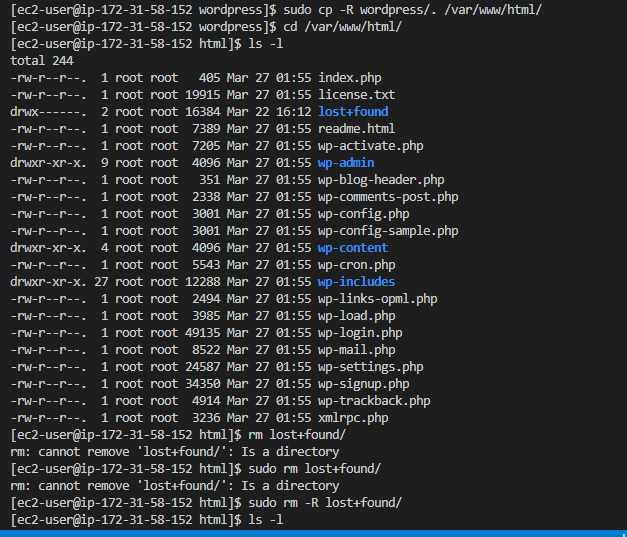 [ec2-user@ip-172-31-58-152 wordpress]$ sudo cp -R wordpress/. /var/www/html/
[ec2-user@ip-172-31-58-152 wordpress]$ cd /var/www/html/
[ec2-user@ip-172-31-58-152 html]$ ls -l
total 244
-rw-r--r--.  1 root root   405 Mar 27 01:55 index.php
-rw-r--r--.  1 root root 19915 Mar 27 01:55 license.txt
drwx------.  2 root root 16384 Mar 22 16:12 lost+found
-rw-r--r--.  1 root root  7389 Mar 27 01:55 readme.html
-rw-r--r--.  1 root root  7205 Mar 27 01:55 wp-activate.php
drwxr-xr-x.  9 root root  4096 Mar 27 01:55 wp-admin
-rw-r--r--.  1 root root   351 Mar 27 01:55 wp-blog-header.php
-rw-r--r--.  1 root root  2338 Mar 27 01:55 wp-comments-post.php
-rw-r--r--.  1 root root  3001 Mar 27 01:55 wp-config.php
-rw-r--r--.  1 root root  3001 Mar 27 01:55 wp-config-sample.php
drwxr-xr-x.  4 root root  4096 Mar 27 01:55 wp-content
-rw-r--r--.  1 root root  5543 Mar 27 01:55 wp-cron.php
drwxr-xr-x. 27 root root 12288 Mar 27 01:55 wp-includes
-rw-r--r--.  1 root root  2494 Mar 27 01:55 wp-links-opml.php
-rw-r--r--.  1 root root  3985 Mar 27 01:55 wp-load.php
-rw-r--r--.  1 root root 49135 Mar 27 01:55 wp-login.php
-rw-r--r--.  1 root root  8522 Mar 27 01:55 wp-mail.php
-rw-r--r--.  1 root root 24587 Mar 27 01:55 wp-settings.php
-rw-r--r--.  1 root root 34350 Mar 27 01:55 wp-signup.php
-rw-r--r--.  1 root root  4914 Mar 27 01:55 wp-trackback.php
-rw-r--r--.  1 root root  3236 Mar 27 01:55 xmlrpc.php
[ec2-user@ip-172-31-58-152 html]$ rm lost+found/
rm: cannot remove 'lost+found/': Is a directory
[ec2-user@ip-172-31-58-152 html]$ sudo rm lost+found/
rm: cannot remove 'lost+found/': Is a directory
[ec2-user@ip-172-31-58-152 html]$ sudo rm -R lost+found/
[ec2-user@ip-172-31-58-152 html]$ ls -l